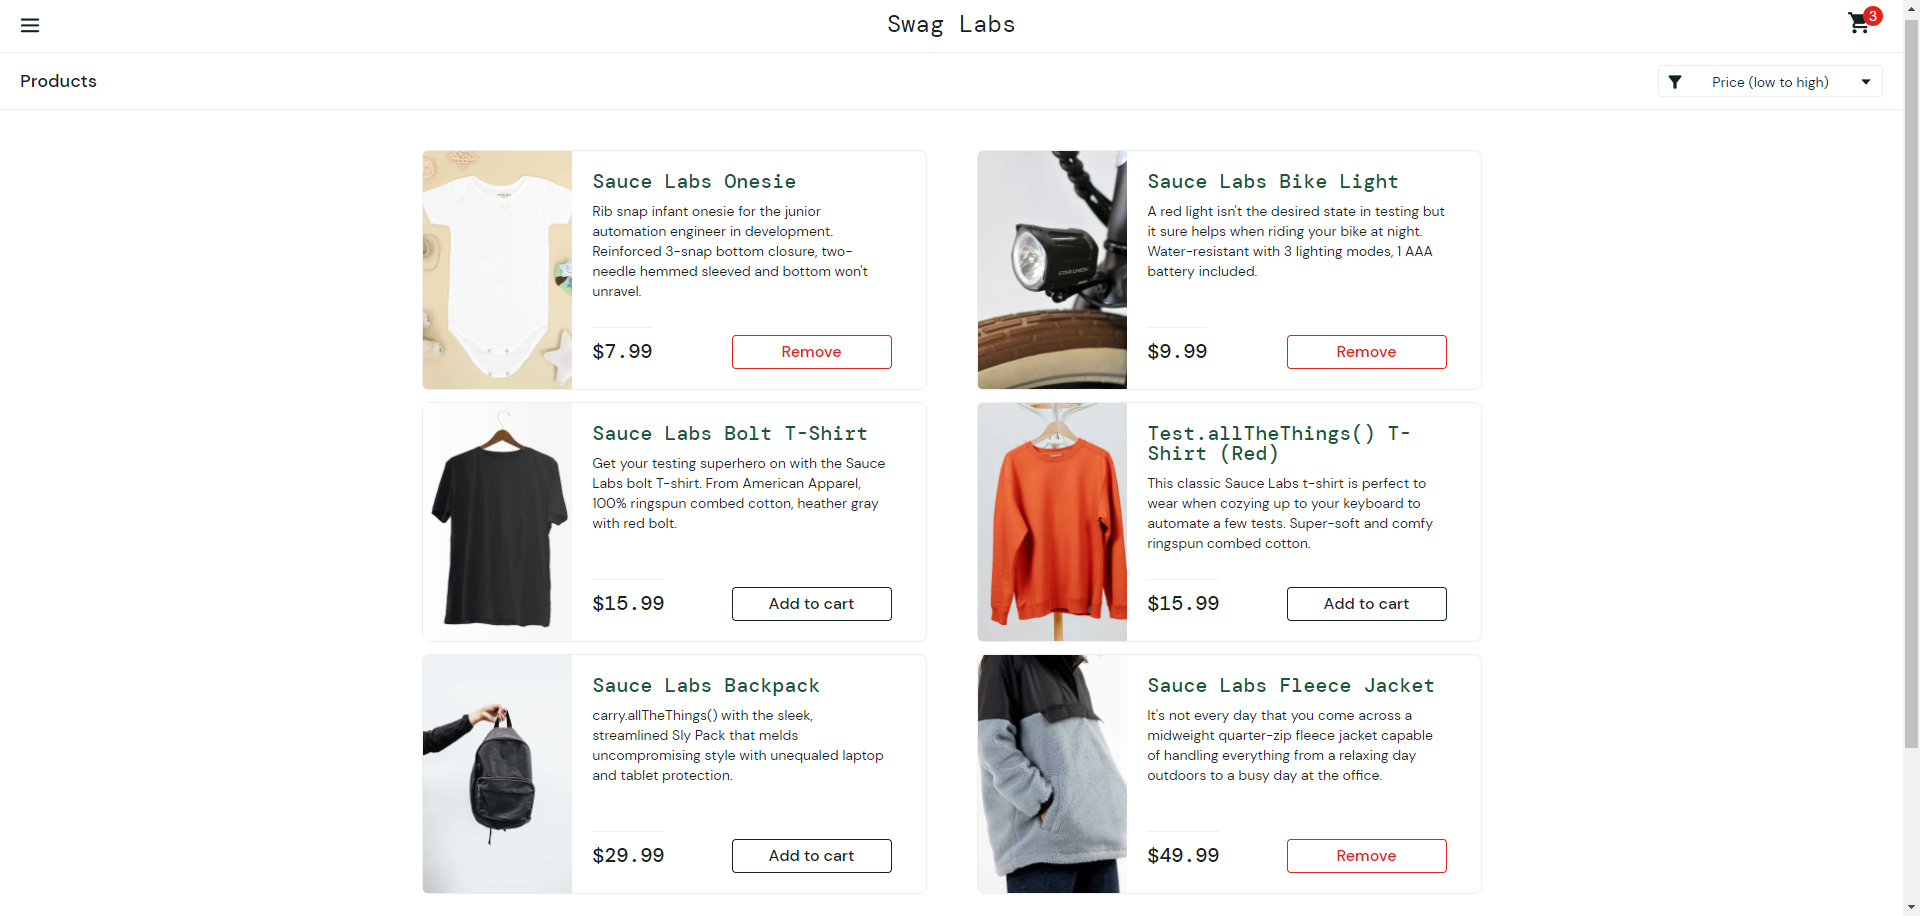 Swag Labs
3
Products
Price (low to high)
Sauce Labs Onesie
Rib snap infant onesie for the junior
automation engineer in development.
Reinforced 3-snap bottom closure, two-
needle hemmed sleeved and bottom won't
unravel.
$7.99
Remove
Sauce Labs Bike Light
A red light isn't the desired state in testing but
it sure helps when riding your bike at night.
Water-resistant with 3 lighting modes, 1 AAA
battery included.
$9.99
Remove
STAR UNION
Sauce Labs Bolt T-Shirt
Get your testing superhero on with the Sauce
Labs bolt T-shirt. From American Apparel,
100% ringspun combed cotton, heather gray
with red bolt.
$15.99
Add to cart
Test.allTheThings() T-
Shirt (Red)
This classic Sauce Labs t-shirt is perfect to
wear when cozying up to your keyboard to
automate a few tests. Super-soft and comfy
ringspun combed cotton.
$15.99
Add to cart
Sauce Labs Backpack
carry.allTheThings() with the sleek,
streamlined Sly Pack that melds
uncompromising style with unequaled laptop
and tablet protection.
$29.99
Add to cart
Sauce Labs Fleece Jacket
It's not every day that you come across a
midweight quarter-zip fleece jacket capable
of handling everything from a relaxing day
outdoors to a busy day at the office.
$49.99
Remove